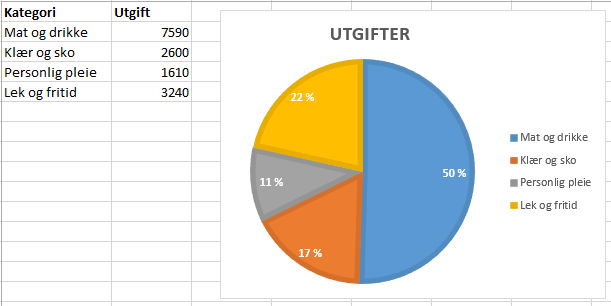 Kategori Utgift
Mat og drikke 7590
Klær og sko 2600
Personlig pleie 1610
Lek og fritid 3240
UTGIFTER
22 %
50 %
11 %
17 %
Mat og drikke
Klær og sko
Personlig pleie
Lek og fritid